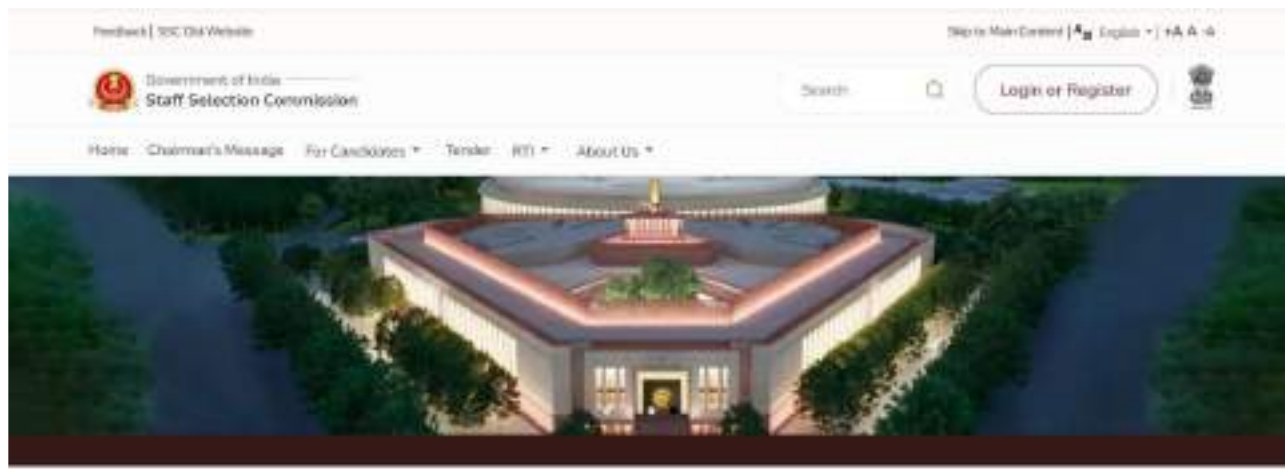 Feedback | SSC Old Website
Skip to Main Content | English | +A A -A
Government of India
Staff Selection Commission
Search
Login or Register
Home Chairman's Message For Candidates Tender RTI About Us